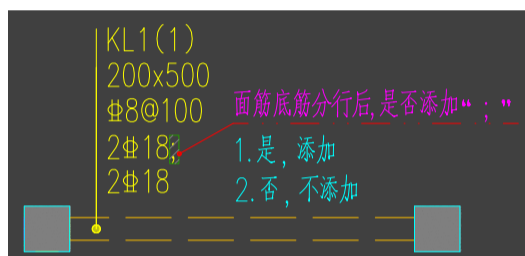 KL1(1)
200x500
⏀8@100
2⏀18;
2⏀18
面筋底筋分行后,是否添加“;”
1.是,添加
2.否,不添加